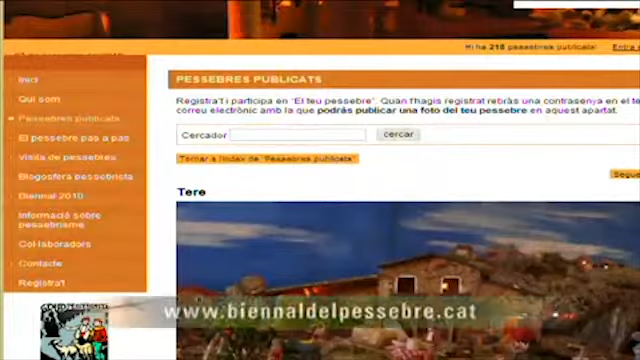 Hi ha 218 pessebres publicats! Entra
Inici
Qui som
Pessebres publicats
El pessebre pas a pas
Visita de pessebres
Blogosfera pessebrista
Biennal 2010
Informació sobre
pessebrisme
Col·laboradors
Contacte
Registra't
PESSEBRES PUBLICATS
Registra't i participa en "El teu pessebre". Quan t'hagis registrat rebràs una contrasenya en el
correu electrònic amb la que podràs publicar una foto del teu pessebre en aquest apartat.
Cercador
cercar
Tornar a l'índex de "Pessebres publicats"
Tere
www.biennaldelpessebre.cat